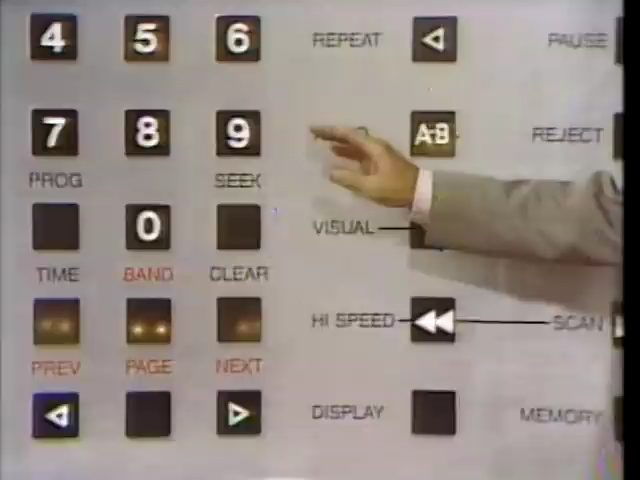 4 5 6 REPEAT PAUSE
7 8 9 A-B REJECT
PROG SEEK
0 VISUAL
TIME BAND CLEAR
HI SPEED SCAN
PREV PAGE NEXT
DISPLAY MEMORY